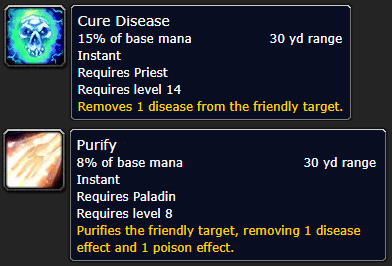 Cure Disease
15% of base mana 30 yd range
Instant
Requires Priest
Requires level 14
Removes 1 disease from the friendly target.
Purify
8% of base mana 30 yd range
Instant
Requires Paladin
Requires level 8
Purifies the friendly target, removing 1 disease
effect and 1 poison effect.